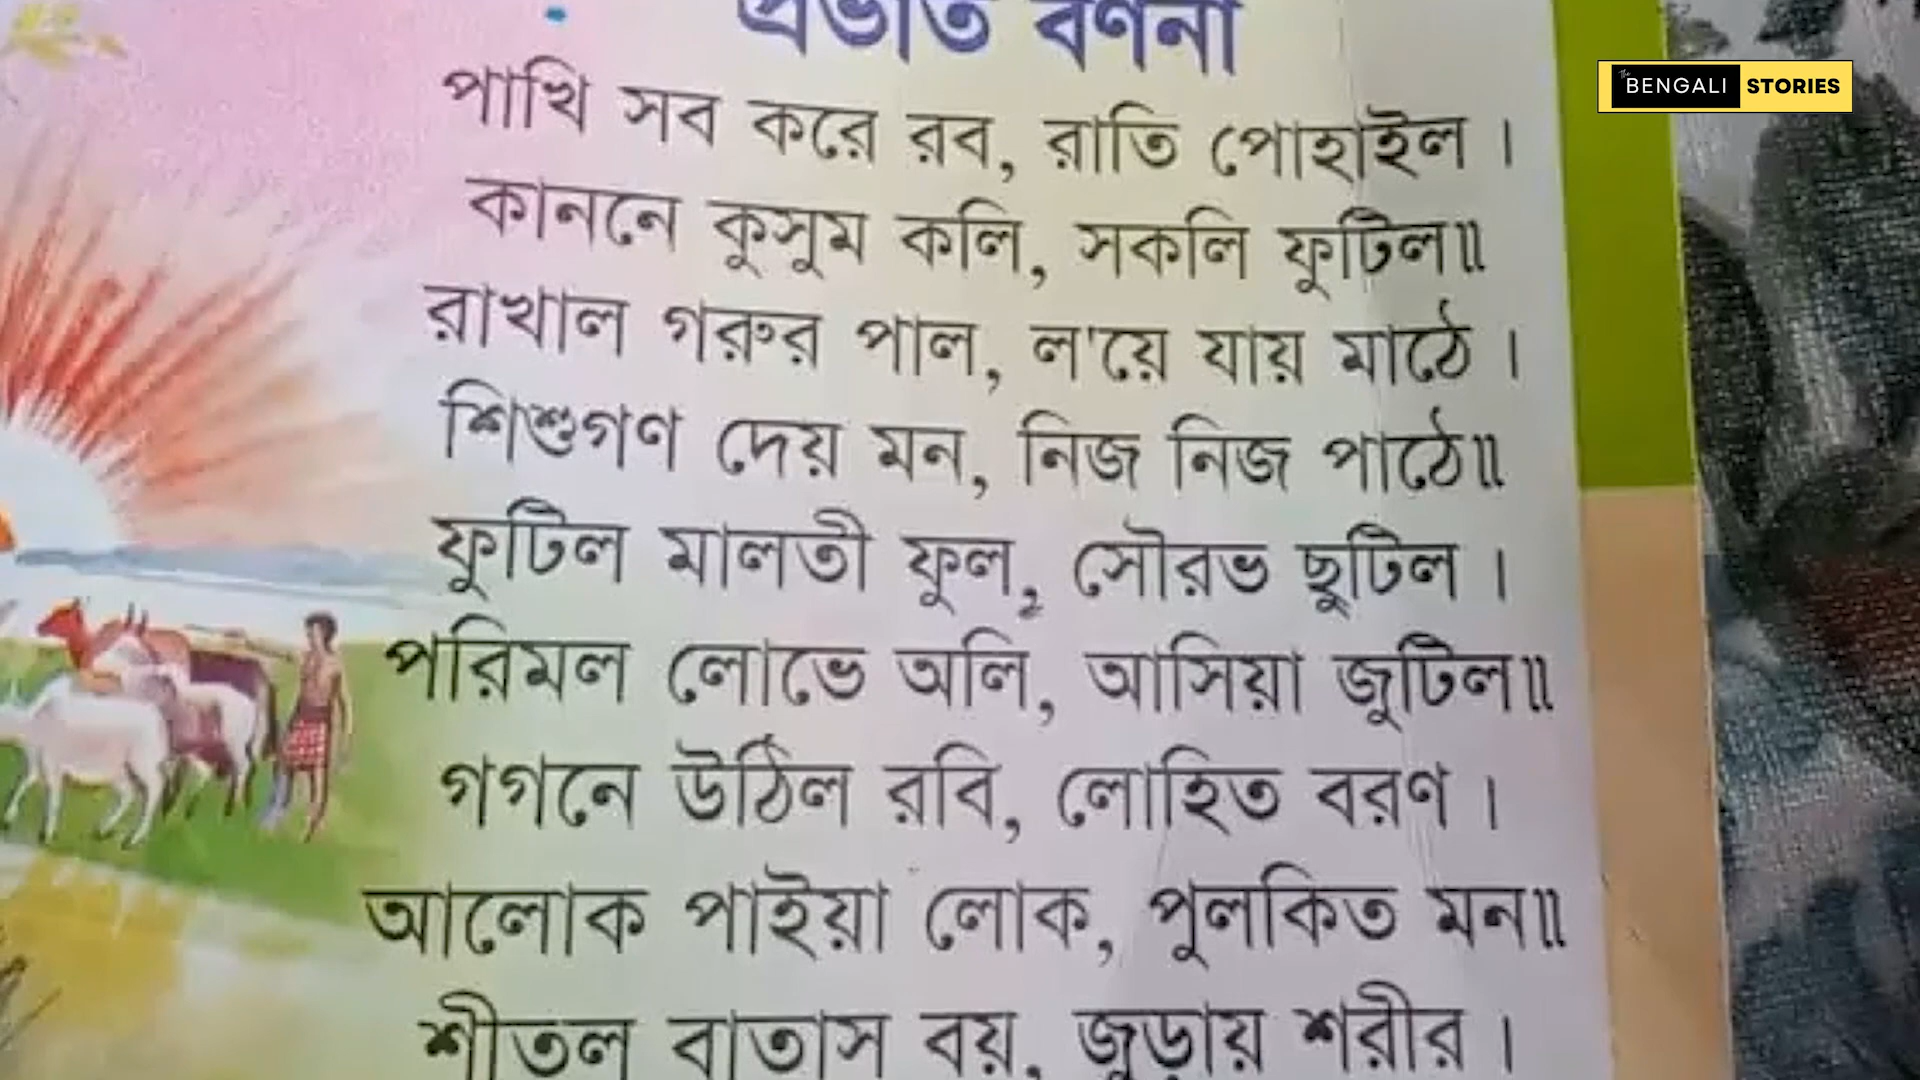 প্রভাত বর্ণনা
The BENGALI STORIES
পাখি সব করে রব, রাতি পোহাইল ।
কাননে কুসুম কলি, সকলি ফুটিল॥
রাখাল গরুর পাল, ল'য়ে যায় মাঠে ।
শিশুগণ দেয় মন, নিজ নিজ পাঠে॥
ফুটিল মালতী ফুল, সৌরভ ছুটিল ।
পরিমল লোভে অলি, আসিয়া জুটিল॥
গগনে উঠিল রবি, লোহিত বরণ ।
আলোক পাইয়া লোক, পুলকিত মন॥
শীতল বাতাস বয়, জুড়ায় শরীর ।